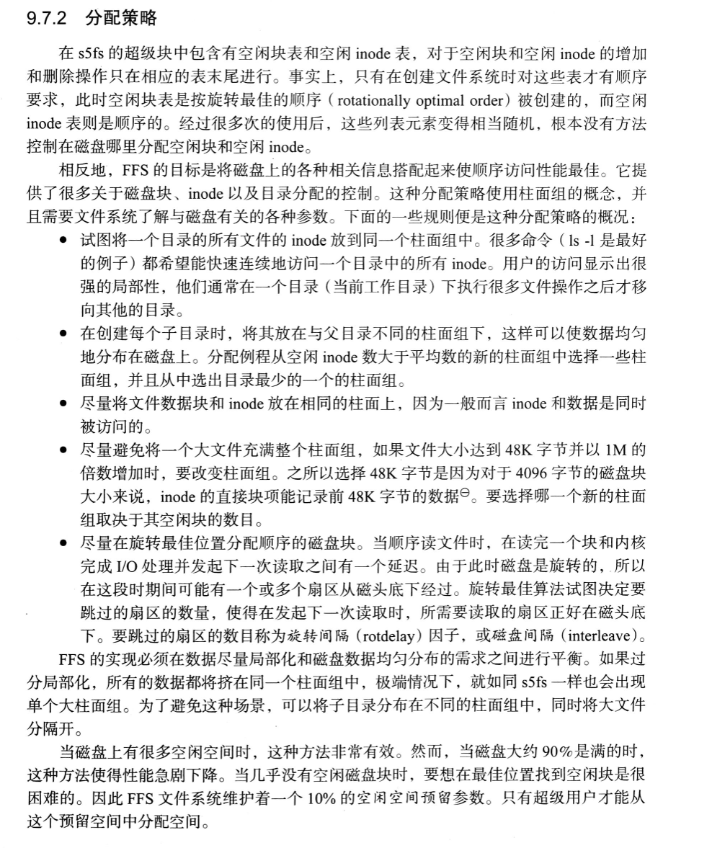 9.7.2 分配策略
在 s5fs 的超级块中包含有空闲块表和空闲 inode 表，对于空闲块和空闲 inode 的增加
和删除操作只在相应的表末尾进行。事实上，只有在创建文件系统时对这些表才有顺序
要求，此时空闲块表是按旋转最佳的顺序（rotationally optimal order）被创建的，而空闲
inode 表则是顺序的。经过很多次的使用后，这些列表元素变得相当随机，根本没有方法
控制在磁盘哪里分配空闲块和空闲 inode。
相反地，FFS 的目标是将磁盘上的各种相关信息搭配起来使顺序访问性能最佳。它提
供了很多关于磁盘块、inode 以及目录分配的控制。这种分配策略使用柱面组的概念，并
且需要文件系统了解与磁盘有关的各种参数。下面的一些规则便是这种分配策略的概况：
● 试图将一个目录的所有文件的 inode 放到同一个柱面组中。很多命令（ls -l 是最好
的例子）都希望能快速连续地访问一个目录中的所有 inode。用户的访问显示出很
强的局部性，他们通常在一个目录（当前工作目录）下执行很多文件操作之后才移
向其他的目录。
● 在创建每个子目录时，将其放在与父目录不同的柱面组下，这样可以使数据均匀
地分布在磁盘上。分配例程从空闲 inode 数大于平均数的新的柱面组中选择一些柱
面组，并且从中选出目录最少的一个的柱面组。
● 尽量将文件数据块和 inode 放在相同的柱面上，因为一般而言 inode 和数据是同时
被访问的。
● 尽量避免将一个大文件充满整个柱面组，如果文件大小达到 48K 字节并以 1M 的
倍数增加时，要改变柱面组。之所以选择 48K 字节是因为对于 4096 字节的磁盘块
大小来说，inode 的直接块项能记录前 48K 字节的数据㊀。要选择哪一个新的柱面
组取决于其空闲块的数目。
● 尽量在旋转最佳位置分配顺序的磁盘块。当顺序读文件时，在读完一个块和内核
完成 I/O 处理并发起下一次读取之间有一个延迟。由于此时磁盘是旋转的，所以
在这段时期间可能有一个或多个扇区从磁头底下经过。旋转最佳算法试图决定要
跳过的扇区的数量，使得在发起下一次读取时，所需要读取的扇区正好在磁头底
下。要跳过的扇区的数目称为旋转间隔（rotdelay）因子，或磁盘间隔（interleave）。
FFS 的实现必须在数据尽量局部化和磁盘数据均匀分布的需求之间进行平衡。如果过
分局部化，所有的数据都将挤在同一个柱面组中，极端情况下，就如同 s5fs 一样也会出现
单个大柱面组。为了避免这种场景，可以将子目录分布在不同的柱面组中，同时将大文件
分隔开。
当磁盘上有很多空闲空间时，这种方法非常有效。然而，当磁盘大约 90%是满的时，
这种方法使得性能急剧下降。当几乎没有空闲磁盘块时，要想在最佳位置找到空闲块是很
困难的。因此 FFS 文件系统维护着一个 10% 的空闲空间预留参数。只有超级用户才能从
这个预留空间中分配空间。